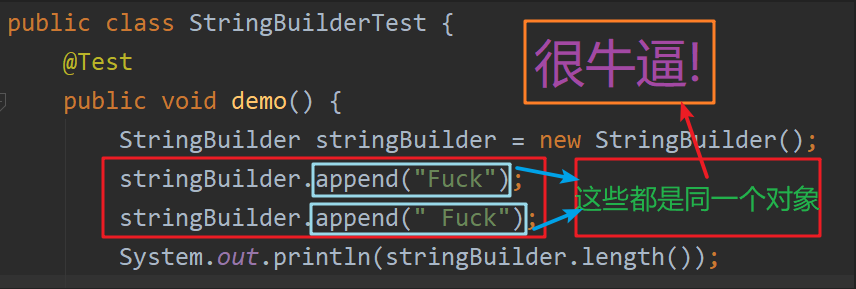 public class StringBuilderTest {
@Test
很牛逼!
public void demo() {
StringBuilder stringBuilder = new StringBuilder();
stringBuilder.append("Fuck");
这些都是同一个对象
stringBuilder.append(" Fuck");
System.out.println(stringBuilder.length());